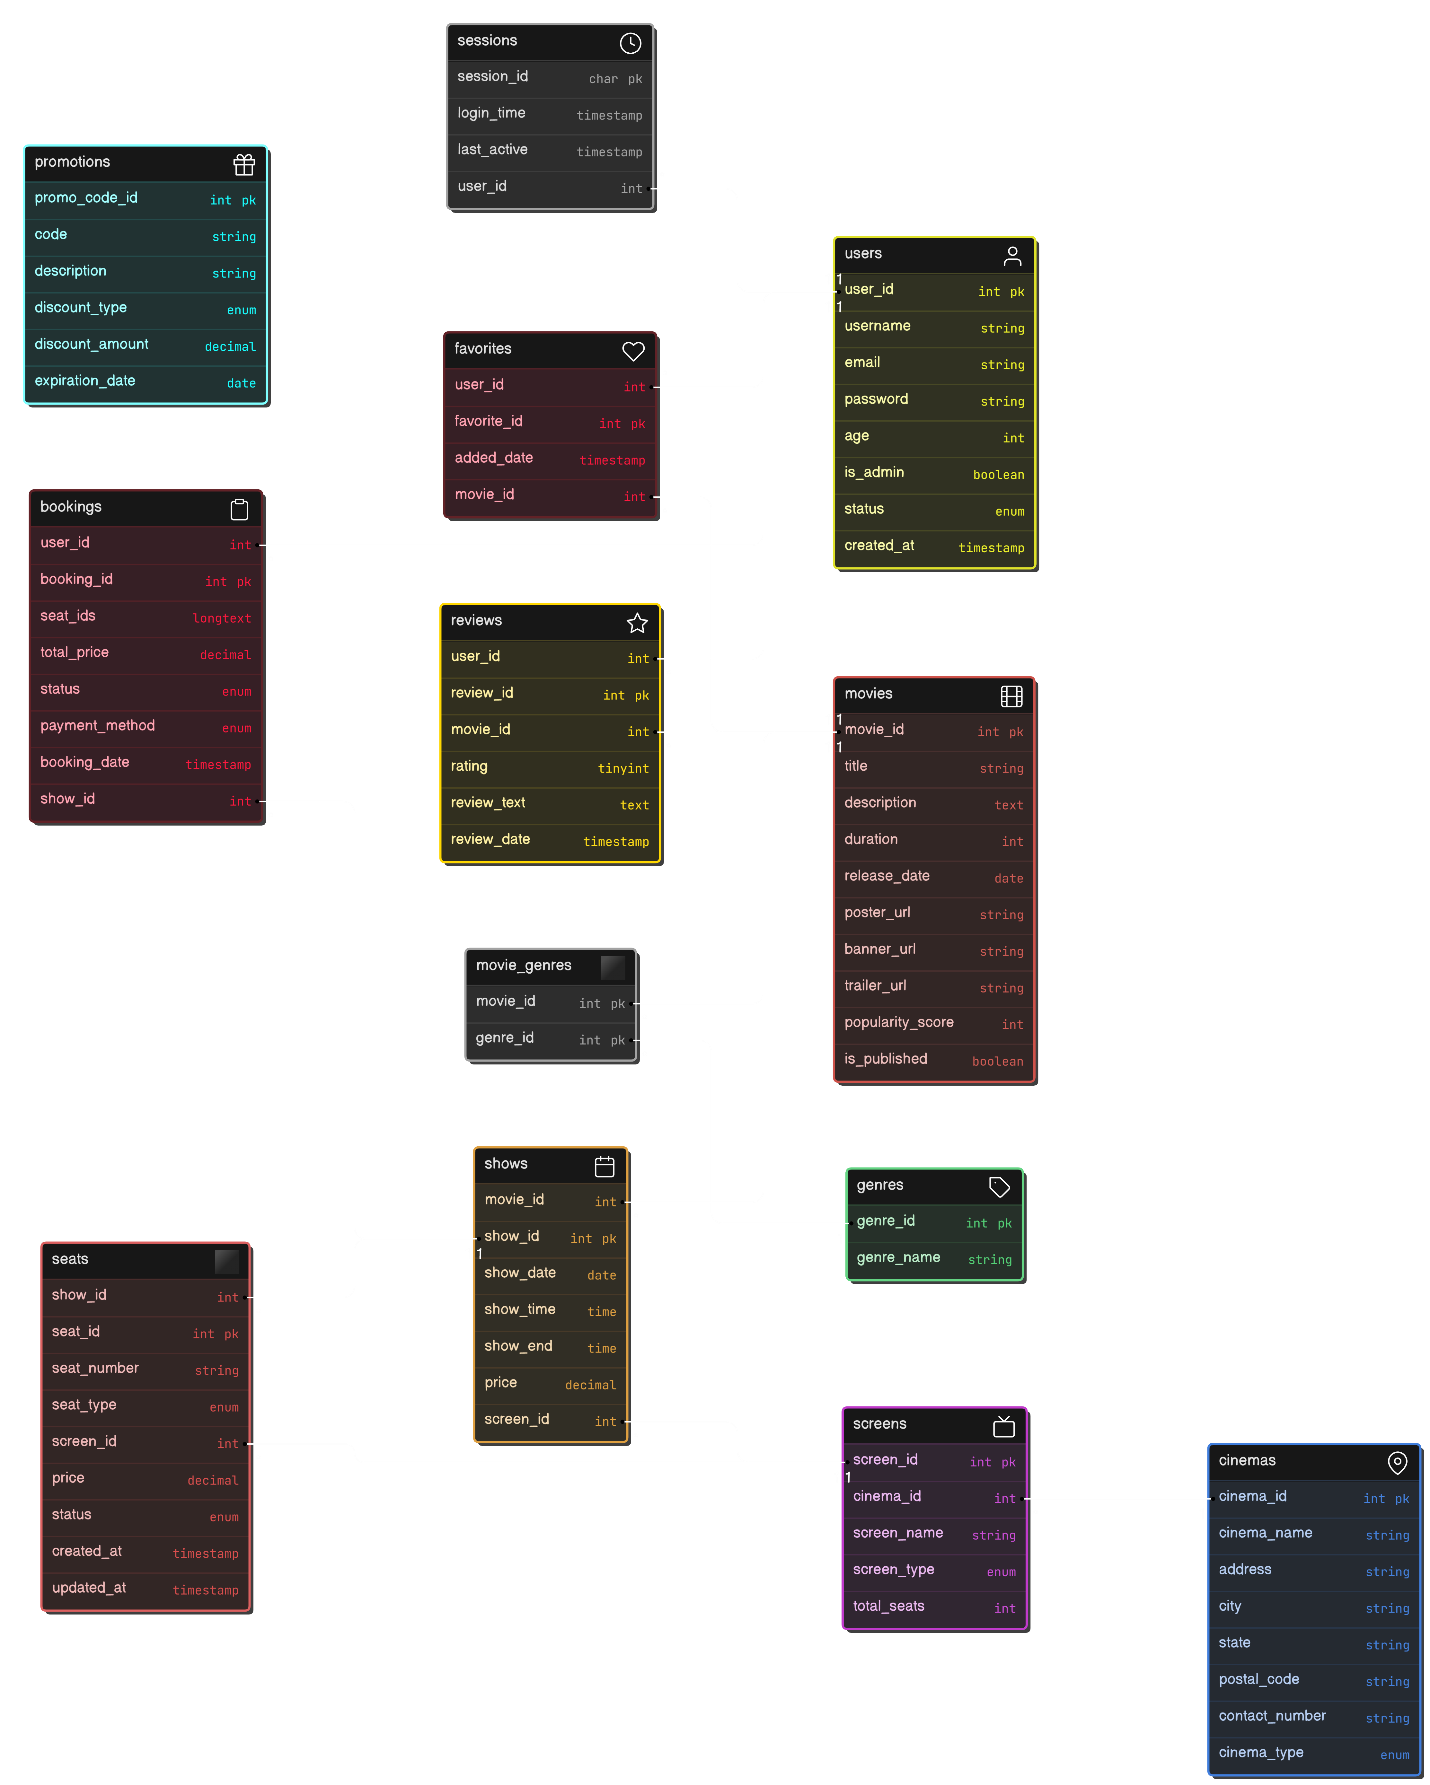 sessions
session_id char pk
login_time timestamp
last_active timestamp
user_id int
promotions
promo_code_id int pk
code string
description string
discount_type enum
discount_amount decimal
expiration_date date
users
1
user_id int pk
1
username string
email string
password string
age int
is_admin boolean
status enum
created_at timestamp
favorites
user_id int
favorite_id int pk
added_date timestamp
movie_id int
bookings
user_id int
booking_id int pk
seat_ids longtext
total_price decimal
status enum
payment_method enum
booking_date timestamp
show_id int
reviews
user_id int
review_id int pk
movie_id int
rating tinyint
review_text text
review_date timestamp
movies
1
movie_id int pk
1
title string
description text
duration int
release_date date
poster_url string
banner_url string
trailer_url string
popularity_score int
is_published boolean
movie_genres
movie_id int pk
genre_id int pk
shows
movie_id int
show_id int pk
1
show_date date
show_time time
show_end time
price decimal
screen_id int
genres
genre_id int pk
genre_name string
seats
show_id int
seat_id int pk
seat_number string
seat_type enum
screen_id int
price decimal
status enum
created_at timestamp
updated_at timestamp
screens
screen_id int pk
1
cinema_id int
screen_name string
screen_type enum
total_seats int
cinemas
cinema_id int pk
cinema_name string
address string
city string
state string
postal_code string
contact_number string
cinema_type enum